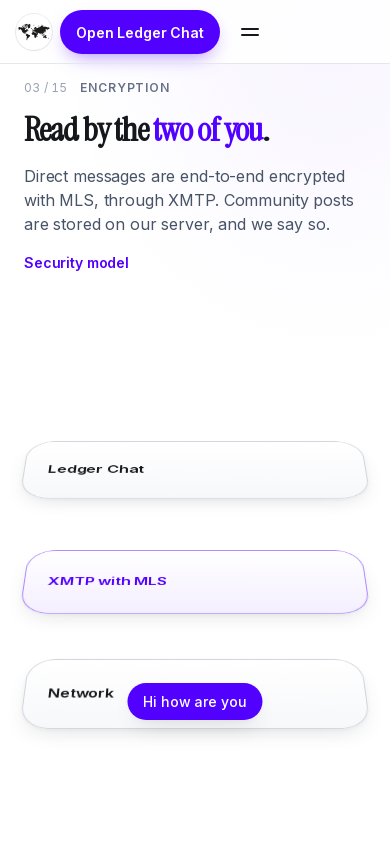 Open Ledger Chat
03 / 15 ENCRYPTION
Read by the two of you.
Direct messages are end-to-end encrypted
with MLS, through XMTP. Community posts
are stored on our server, and we say so.
Security model
Ledger Chat
XMTP with MLS
Network
Hi how are you